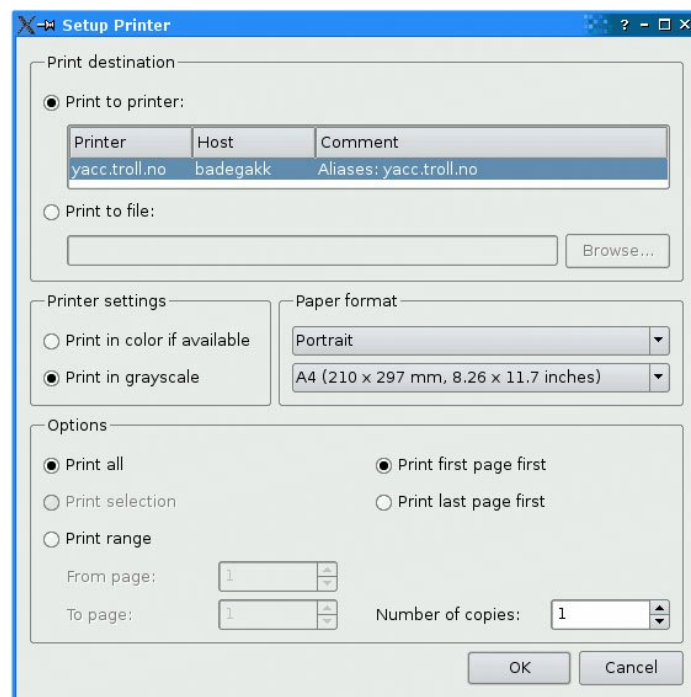 Setup Printer
Print destination
Print to printer:
Printer Host Comment
yacc.troll.no badegakk Aliases: yacc.troll.no
Print to file:
Browse...
Printer settings
Print in color if available
Print in grayscale
Paper format
Portrait
A4 (210 x 297 mm, 8.26 x 11.7 inches)
Options
Print all
Print first page first
Print selection
Print last page first
Print range
From page: 1
To page: 1
Number of copies: 1
OK
Cancel